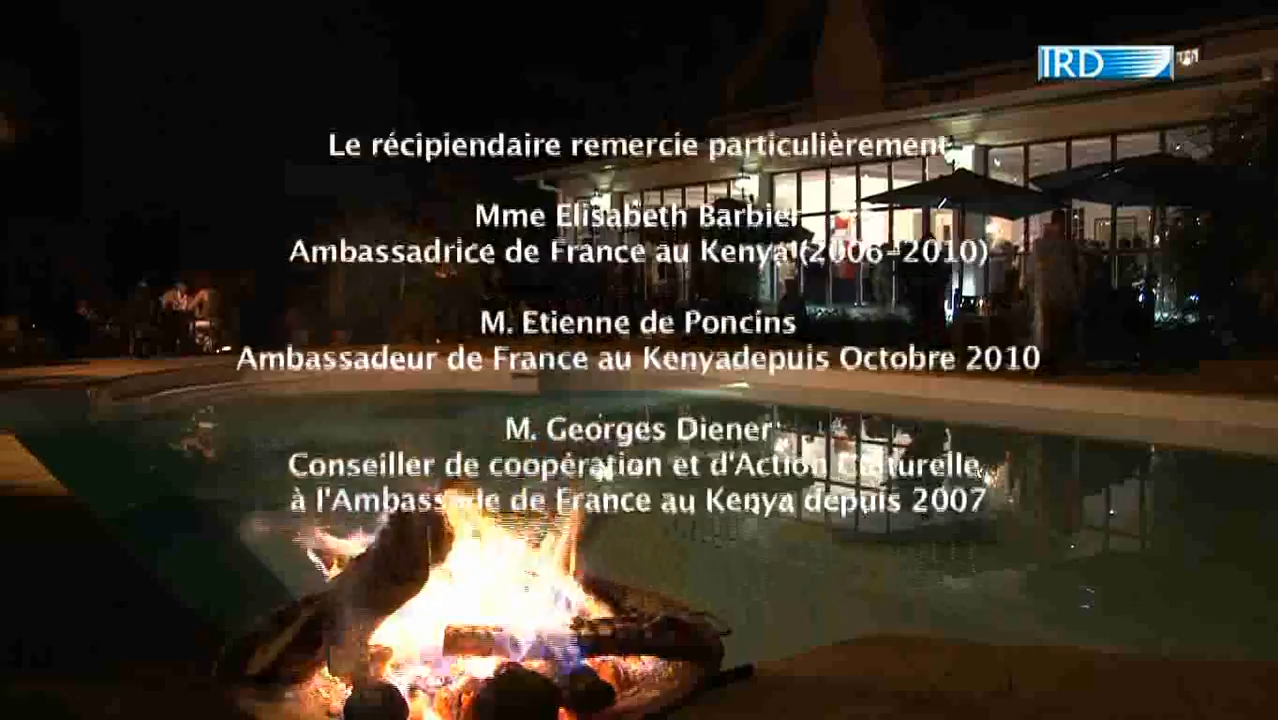 IRD
Le récipiendaire remercie particulièrement
Mme Elisabeth Barbier
Ambassadrice de France au Kenya (2006-2010)
M. Etienne de Poncins
Ambassadeur de France au Kenyadepuis Octobre 2010
M. Georges Diener
Conseiller de coopération et d'Action Culturelle
à l'Ambassade de France au Kenya depuis 2007